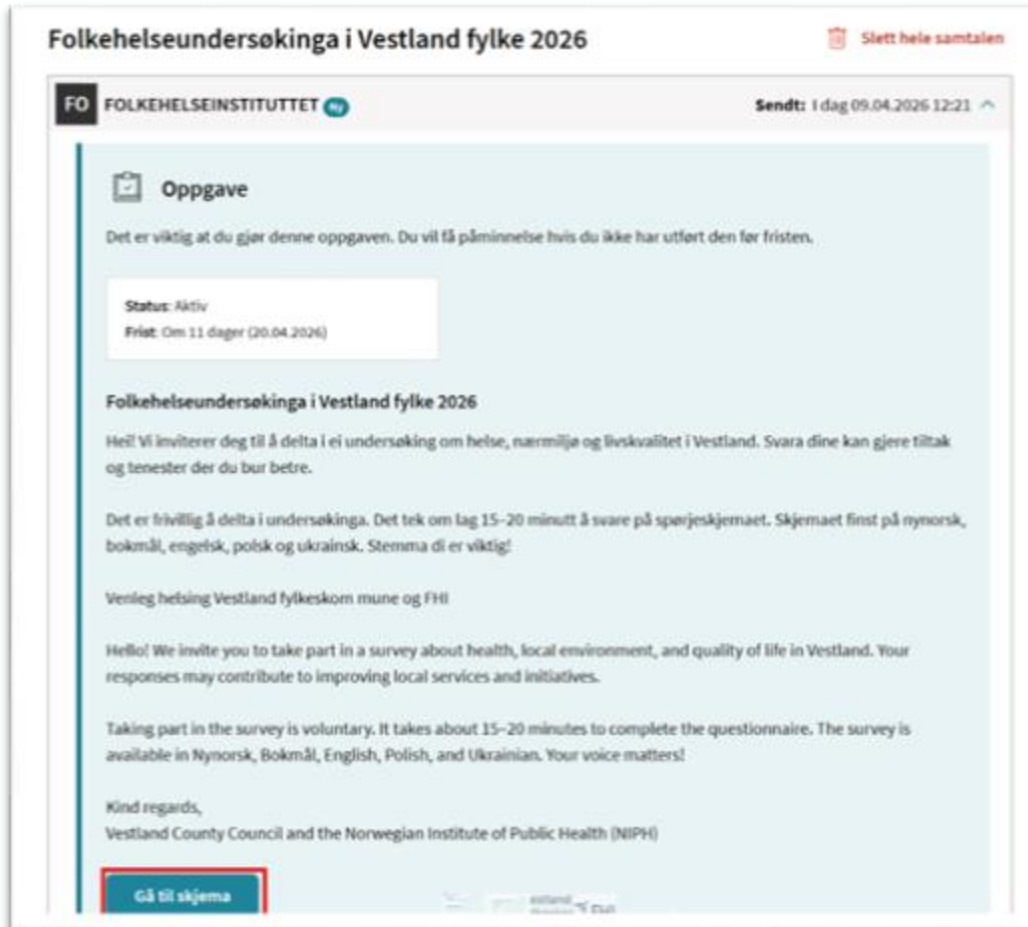 Folkehelseundersøkinga i Vestland fylke 2026
Slett hele samtalen
FO FOLKEHELSEINSTITUTTET Ny
Sendt: I dag 09.04.2026 12:21
Oppgave
Det er viktig at du gjør denne oppgaven. Du vil få påminnelse hvis du ikke har utført den før fristen.
Status: Aktiv
Frist: Om 11 dager (20.04.2026)
Folkehelseundersøkinga i Vestland fylke 2026
Hei! Vi inviterer deg til å delta i ei undersøking om helse, nærmiljø og livskvalitet i Vestland. Svara dine kan gjere tiltak
og tenester der du bur betre.
Det er frivillig å delta i undersøkinga. Det tek om lag 15–20 minutt å svare på spørjeskjemaet. Skjemaet finst på nynorsk,
bokmål, engelsk, polsk og ukrainsk. Stemma di er viktig!
Venleg helsing Vestland fylkeskom mune og FHI
Hello! We invite you to take part in a survey about health, local environment, and quality of life in Vestland. Your
responses may contribute to improving local services and initiatives.
Taking part in the survey is voluntary. It takes about 15–20 minutes to complete the questionnaire. The survey is
available in Nynorsk, Bokmål, English, Polish, and Ukrainian. Your voice matters!
Kind regards,
Vestland County Council and the Norwegian Institute of Public Health (NIPH)
Gå til skjema